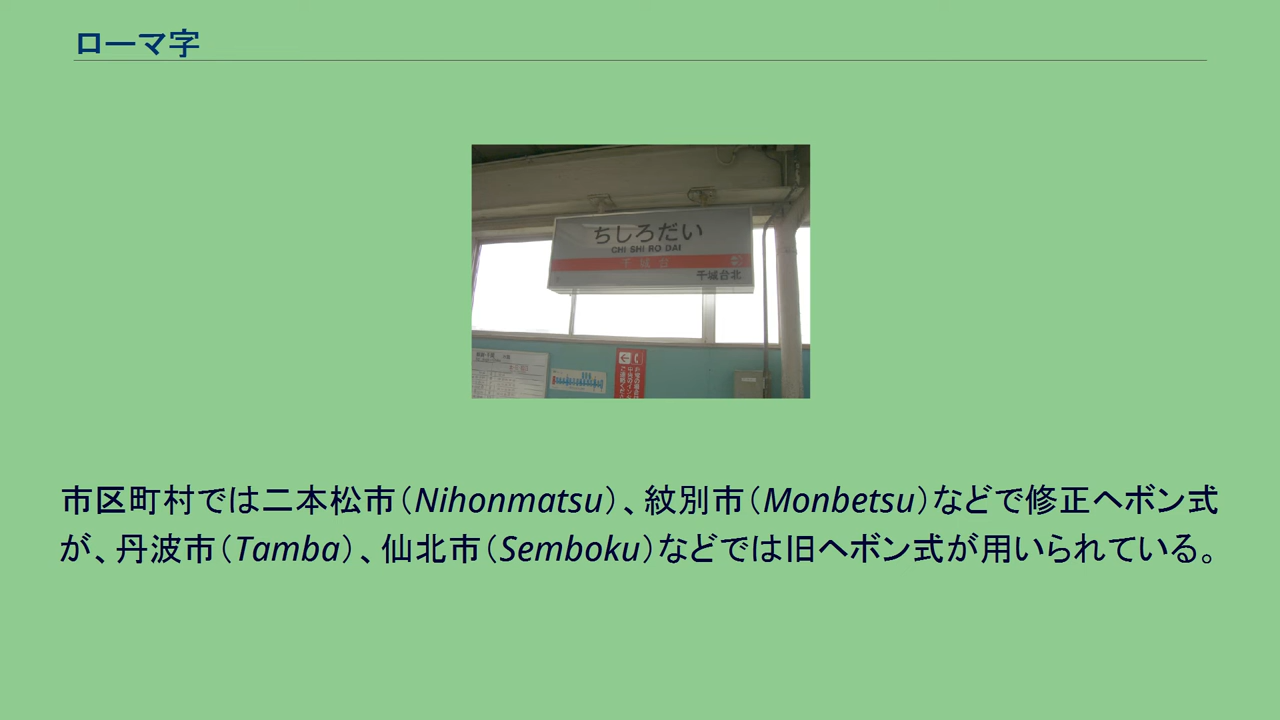 ローマ字
ちしろだい
CHI SHI RO DAI
千城台
千城台北
市区町村では二本松市（Nihonmatsu）、紋別市（Monbetsu）などで修正ヘボン式
が、丹波市（Tamba）、仙北市（Semboku）などでは旧ヘボン式が用いられている。